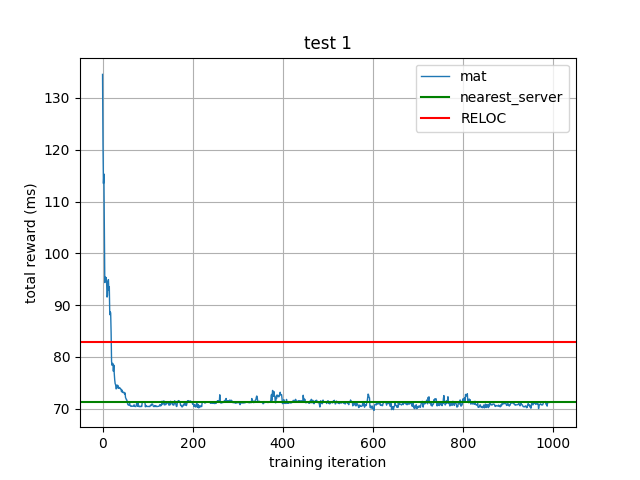 test 1
mat
nearest_server
RELOC
total reward (ms)
130
120
110
100
90
80
70
0
200
400
600
800
1000
training iteration